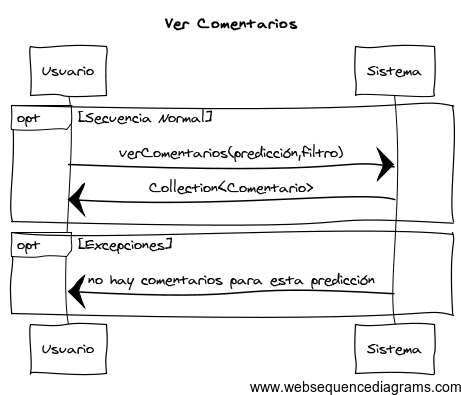 Ver Comentarios
Usuario
Sistema
opt
[Secuencia Normal]
verComentarios(predicción,filtro)
Collection<Comentario>
opt
[Excepciones]
no hay comentarios para esta predicción
Usuario
Sistema
www.websequencediagrams.com